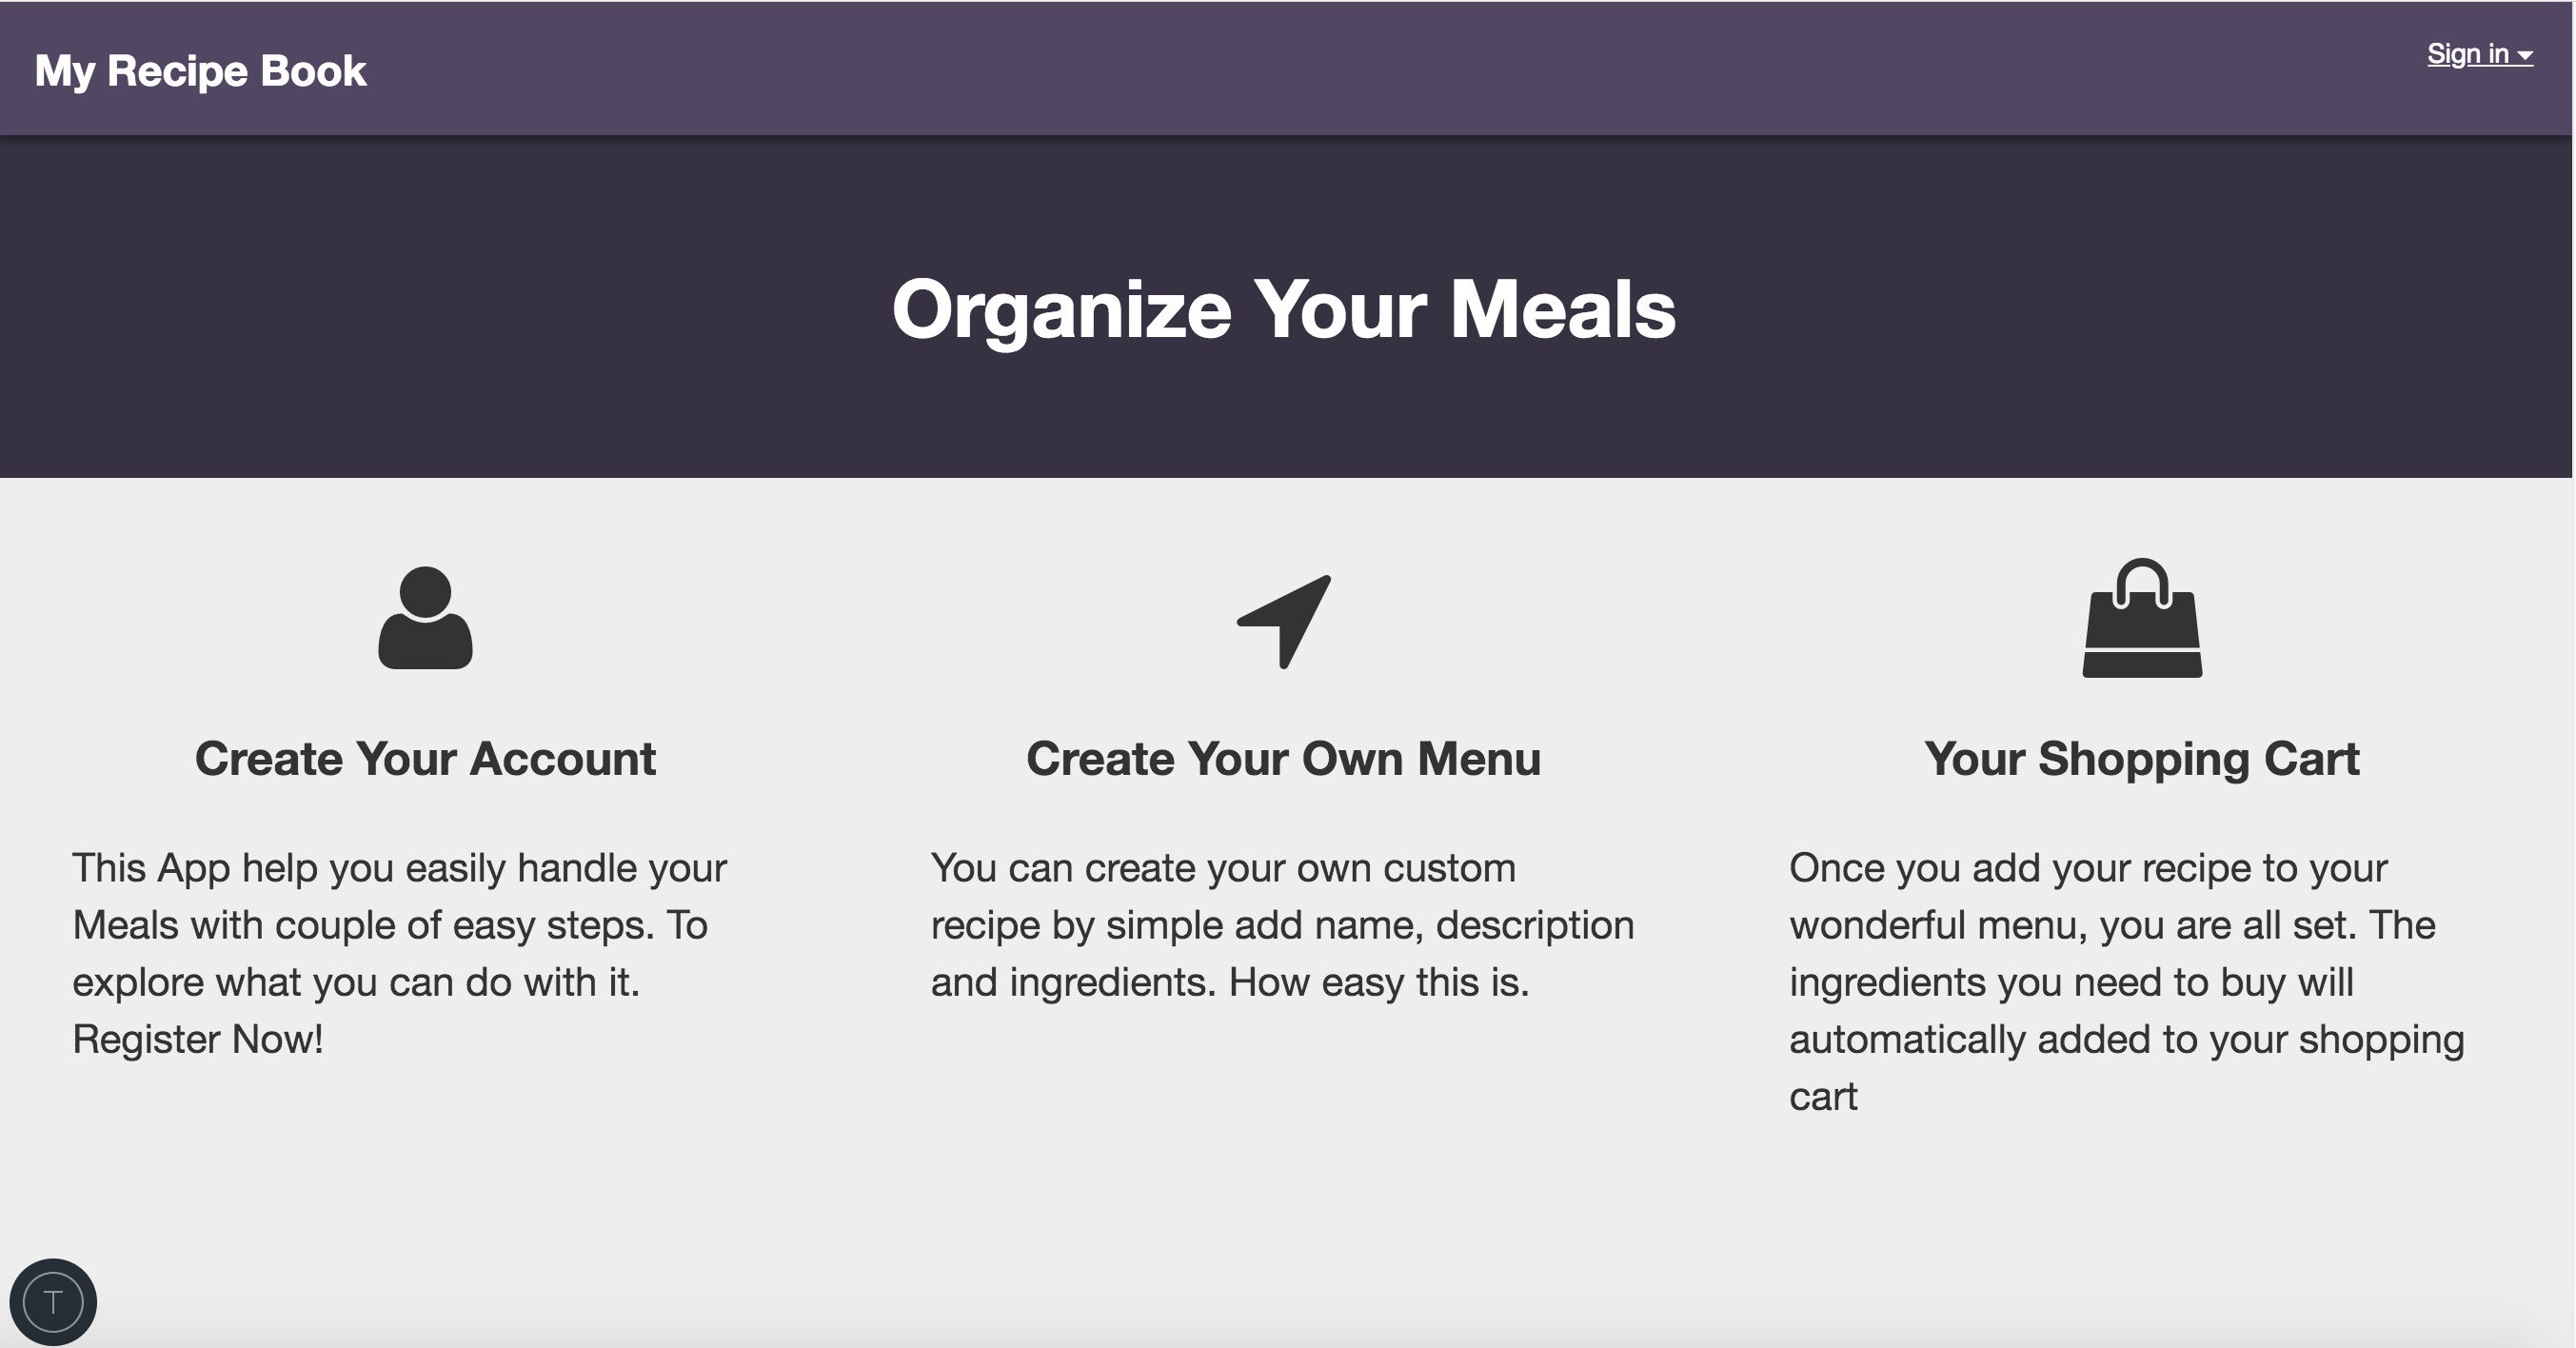 My Recipe Book
Sign in
Organize Your Meals
Create Your Account
This App help you easily handle your
Meals with couple of easy steps. To
explore what you can do with it.
Register Now!
Create Your Own Menu
You can create your own custom
recipe by simple add name, description
and ingredients. How easy this is.
Your Shopping Cart
Once you add your recipe to your
wonderful menu, you are all set. The
ingredients you need to buy will
automatically added to your shopping
cart
T